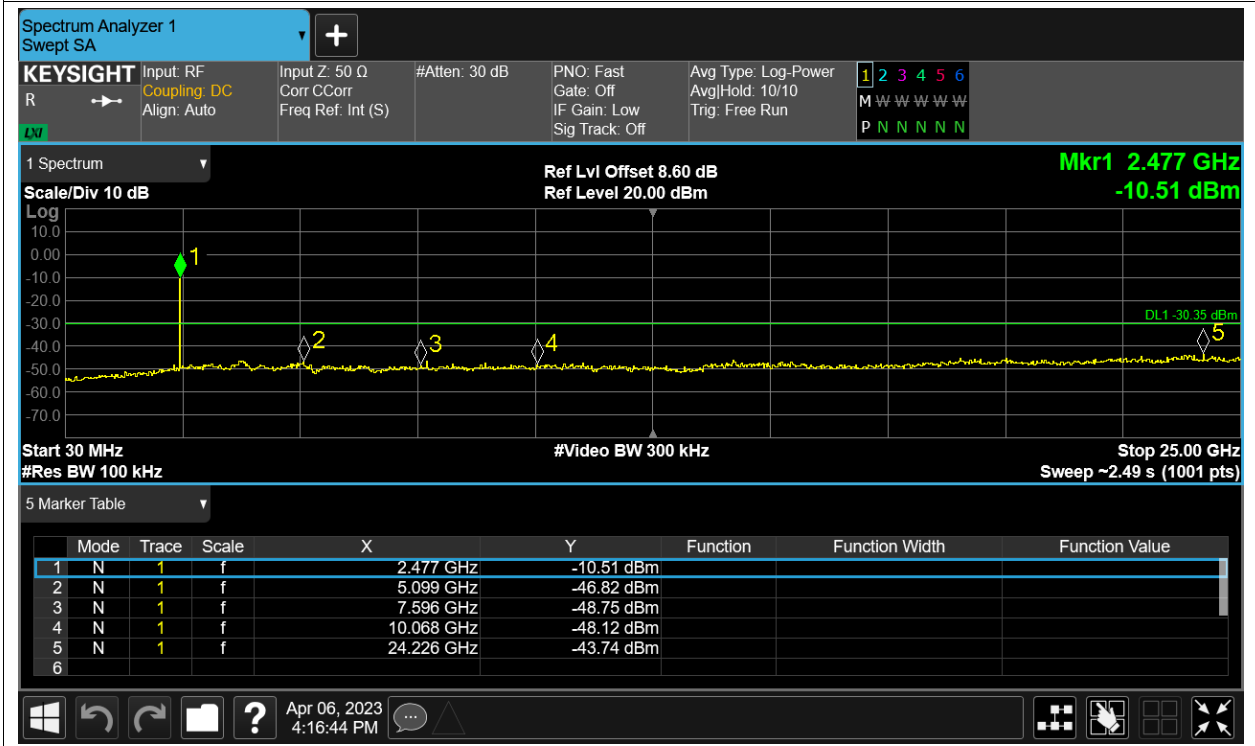 Spectrum Analyzer 1
Swept SA
KEYSIGHT Input: RF Input Z: 50 Ω #Atten: 30 dB PNO: Fast Avg Type: Log-Power 1 2 3 4 5 6
R Coupling: DC Corr CCorr Gate: Off Avg|Hold: 10/10 M W W W W W
Align: Auto Freq Ref: Int (S) IF Gain: Low Trig: Free Run
LXI Sig Track: Off P N N N N N
1 Spectrum Ref Lvl Offset 8.60 dB Mkr1 2.477 GHz
Scale/Div 10 dB Ref Level 20.00 dBm -10.51 dBm
Log
10.0
0.00 1
-10.0
-20.0
-30.0 DL1 -30.35 dBm
-40.0 2 3 4 5
-50.0
-60.0
-70.0
Start 30 MHz #Video BW 300 kHz Stop 25.00 GHz
#Res BW 100 kHz Sweep ~2.49 s (1001 pts)
5 Marker Table
Mode Trace Scale X Y Function Function Width Function Value
1 N 1 f 2.477 GHz -10.51 dBm
2 N 1 f 5.099 GHz -46.82 dBm
3 N 1 f 7.596 GHz -48.75 dBm
4 N 1 f 10.068 GHz -48.12 dBm
5 N 1 f 24.226 GHz -43.74 dBm
6
? Apr 06, 2023
4:16:44 PM